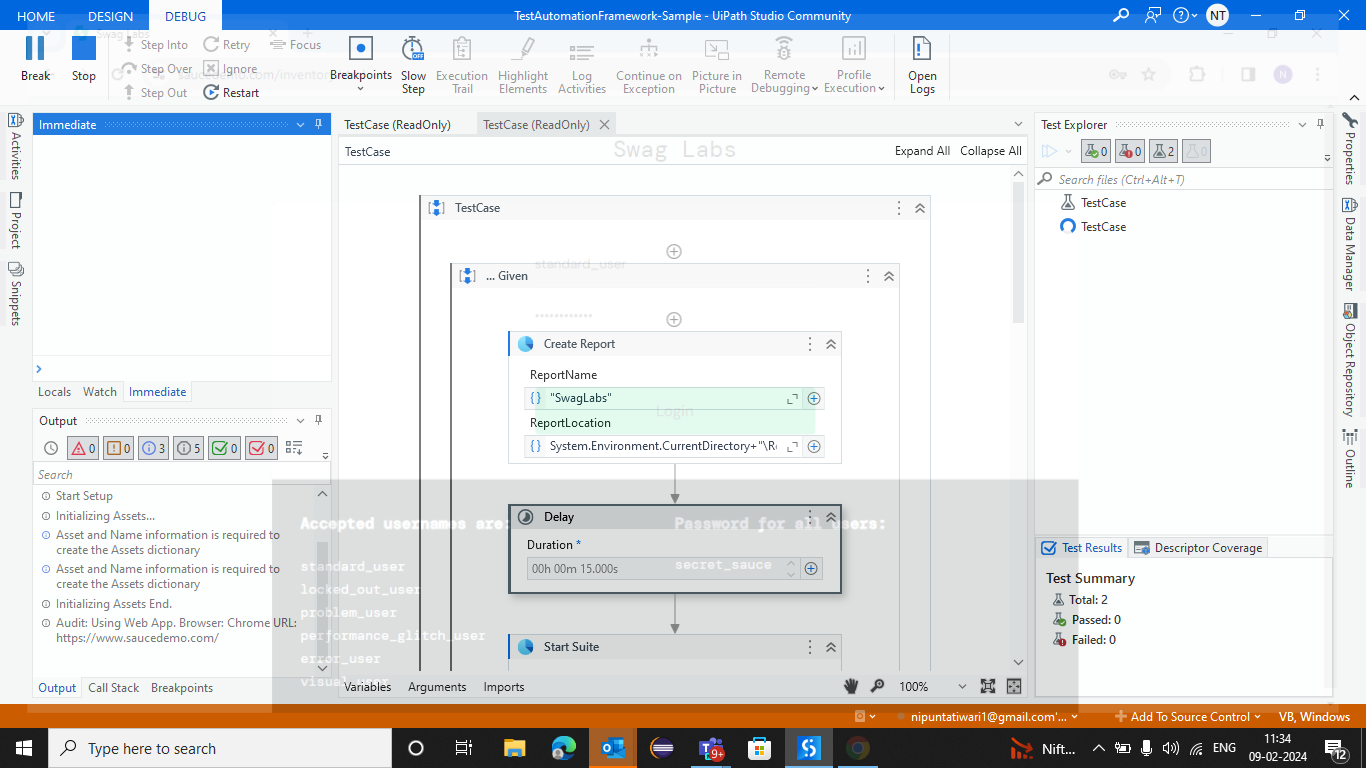 HOME
DESIGN
DEBUG
TestAutomationFramework-Sample - UiPath Studio Community
NT
Swag Labs
saucedemo.com/inventor
N
Break
Stop
Step Into
Step Over
Step Out
Retry
Ignore
Restart
Focus
Breakpoints
Slow
Step
OFF
Execution
Trail
Highlight
Elements
Log
Activities
Continue on
Exception
Picture in
Picture
Remote
Debugging
Profile
Execution
Open
Logs
Activities
Project
Snippets
Immediate
Locals
Watch
Immediate
Output
0
0
3
5
0
0
Search
Start Setup
Initializing Assets...
Asset and Name information is required to
create the Assets dictionary
Asset and Name information is required to
create the Assets dictionary
Initializing Assets End.
Audit: Using Web App. Browser: Chrome URL:
https://www.saucedemo.com/
Output
Call Stack
Breakpoints
TestCase (ReadOnly)
TestCase (ReadOnly)
TestCase
Swag Labs
Expand All
Collapse All
TestCase
standard_user
... Given
Create Report
ReportName
"SwagLabs"
Login
ReportLocation
System.Environment.CurrentDirectory+"\R
Accepted usernames are:
Password for all users:
standard_user
locked_out_user
problem_user
performance_glitch_user
error_user
visual_user
secret_sauce
Delay
Duration *
00h 00m 15.000s
Start Suite
Variables
Arguments
Imports
100%
Test Explorer
0
0
2
0
Search files (Ctrl+Alt+T)
TestCase
TestCase
Test Results
Descriptor Coverage
Test Summary
Total: 2
Passed: 0
Failed: 0
Properties
Data Manager
Object Repository
Outline
nipuntatiwari1@gmail.com'...
Add To Source Control
VB, Windows
Type here to search
9+
Nift...
ENG
11:34
09-02-2024
12